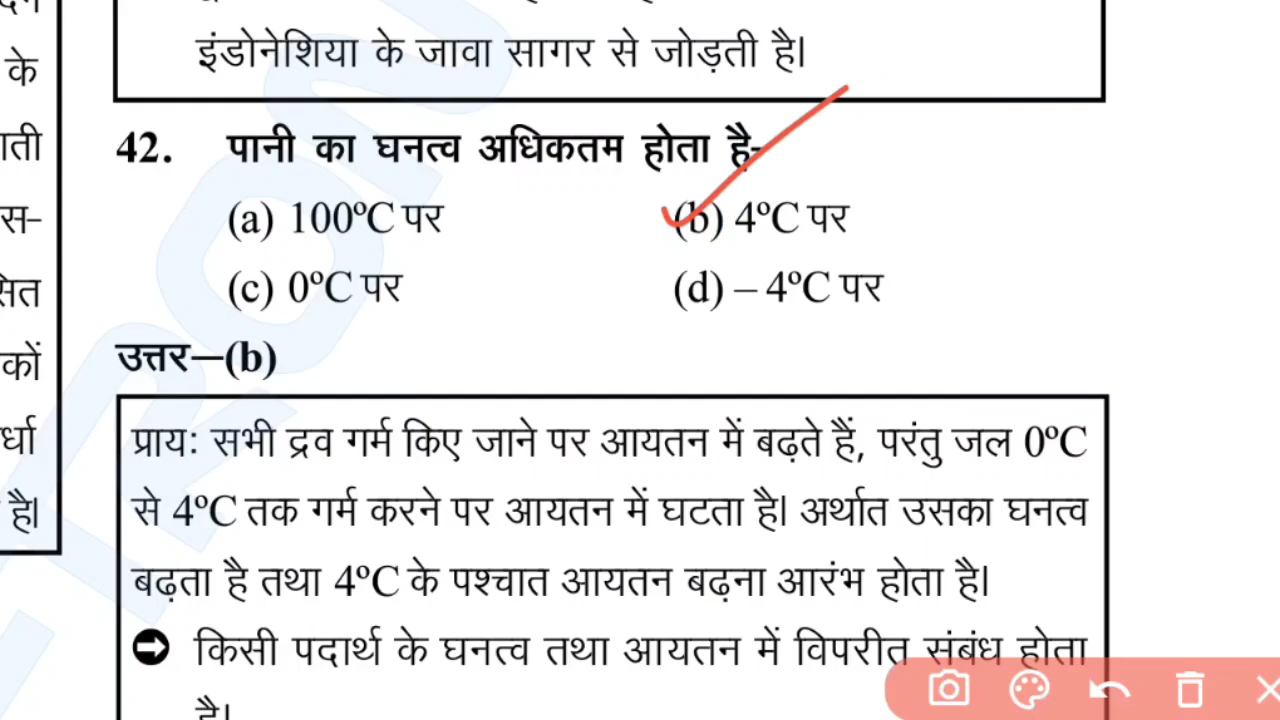 के
इंडोनेशिया के जावा सागर से जोड़ती है।
42. पानी का घनत्व अधिकतम होता है-
(a) 100ºC पर (b) 4ºC पर
(c) 0ºC पर (d) – 4ºC पर
उत्तर—(b)
प्राय: सभी द्रव गर्म किए जाने पर आयतन में बढ़ते हैं, परंतु जल 0ºC
से 4ºC तक गर्म करने पर आयतन में घटता है। अर्थात उसका घनत्व
बढ़ता है तथा 4ºC के पश्चात आयतन बढ़ना आरंभ होता है।
➡ किसी पदार्थ के घनत्व तथा आयतन में विपरीत संबंध होता
है।
है।